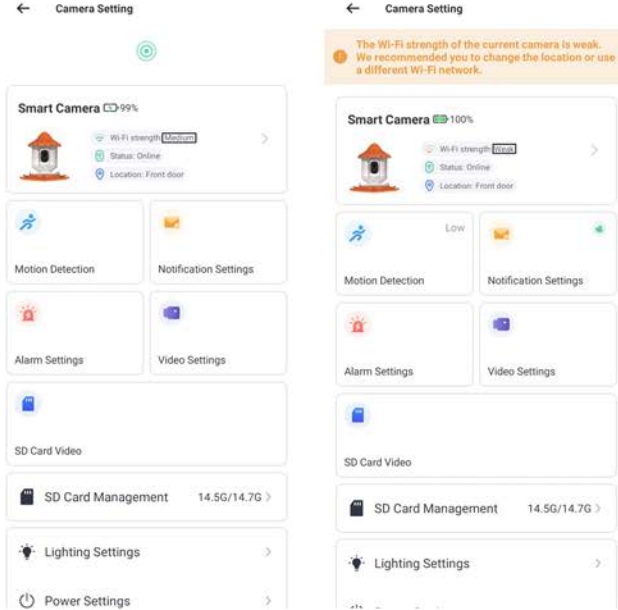 Camera Setting
Smart Camera 99%
Wi-Fi strength Medium
Status: Online
Location: Front door
Motion Detection
Notification Settings
Alarm Settings
Video Settings
SD Card Video
SD Card Management 14.5G/14.7G
Lighting Settings
Power Settings
Camera Setting
The Wi-Fi strength of the current camera is weak.
We recommended you to change the location or use
a different Wi-Fi network.
Smart Camera 100%
Wi-Fi strength Weak
Status: Online
Location: Front door
Low
Motion Detection
Notification Settings
Alarm Settings
Video Settings
SD Card Video
SD Card Management 14.5G/14.7G
Lighting Settings